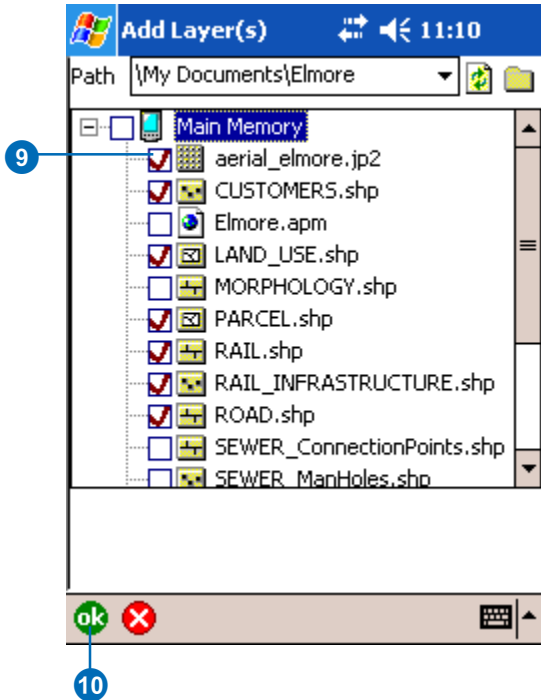 Add Layer(s) 11:10
Path \My Documents\Elmore
Main Memory
9
aerial_elmore.jp2
CUSTOMERS.shp
Elmore.apm
LAND_USE.shp
MORPHOLOGY.shp
PARCEL.shp
RAIL.shp
RAIL_INFRASTRUCTURE.shp
ROAD.shp
SEWER_ConnectionPoints.shp
SEWER_ManHoles.shp
ok
10